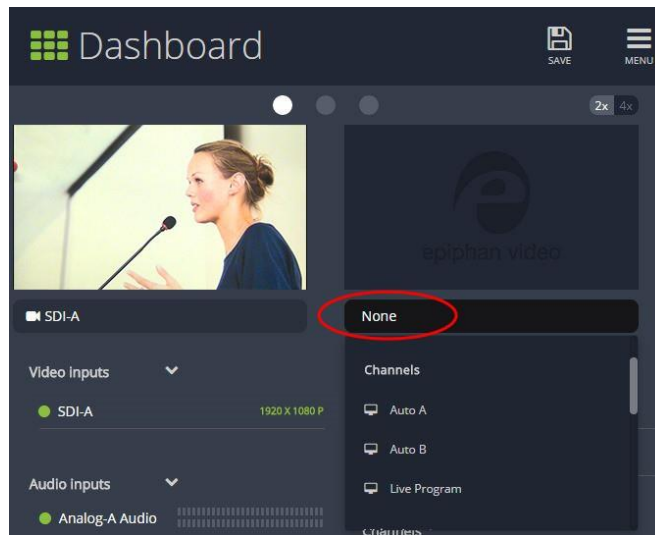 Dashboard
SAVE
MENU
2x 4x
epiphan video
SDI-A
None
Video inputs
SDI-A
1920 X 1080 P
Audio inputs
Analog-A Audio
Channels
Auto A
Auto B
Live Program
Channels